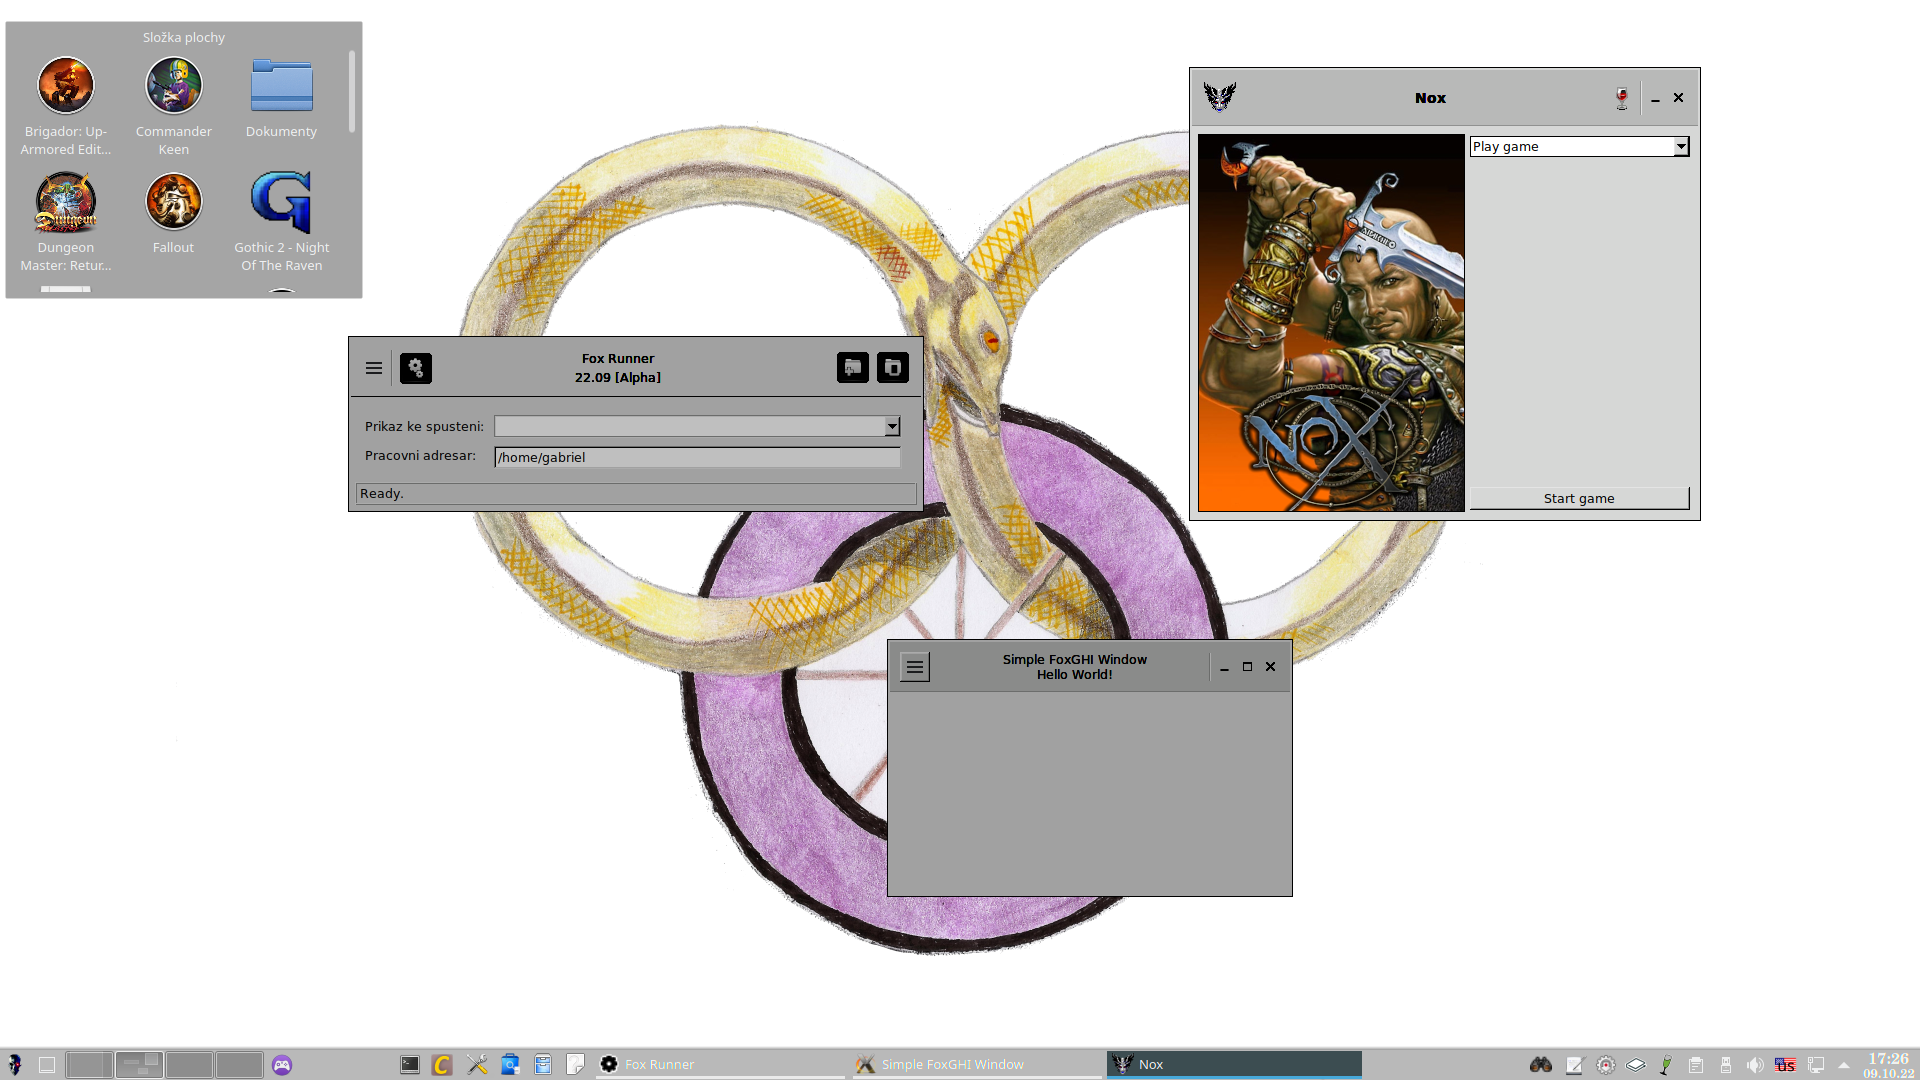 Složka plochy
Brigador: Up-
Armored Edit...
Commander
Keen
Dokumenty
Dungeon
Dungeon
Master: Retur...
Fallout
Gothic 2 - Night
Of The Raven
Fox Runner
22.09 [Alpha]
Prikaz ke spusteni:
Pracovni adresar:
/home/gabriel
Ready.
Nox
Play game
NOX
Start game
Simple FoxGHI Window
Hello World!
Fox Runner
Simple FoxGHI Window
Nox
US
17:26
09.10.22